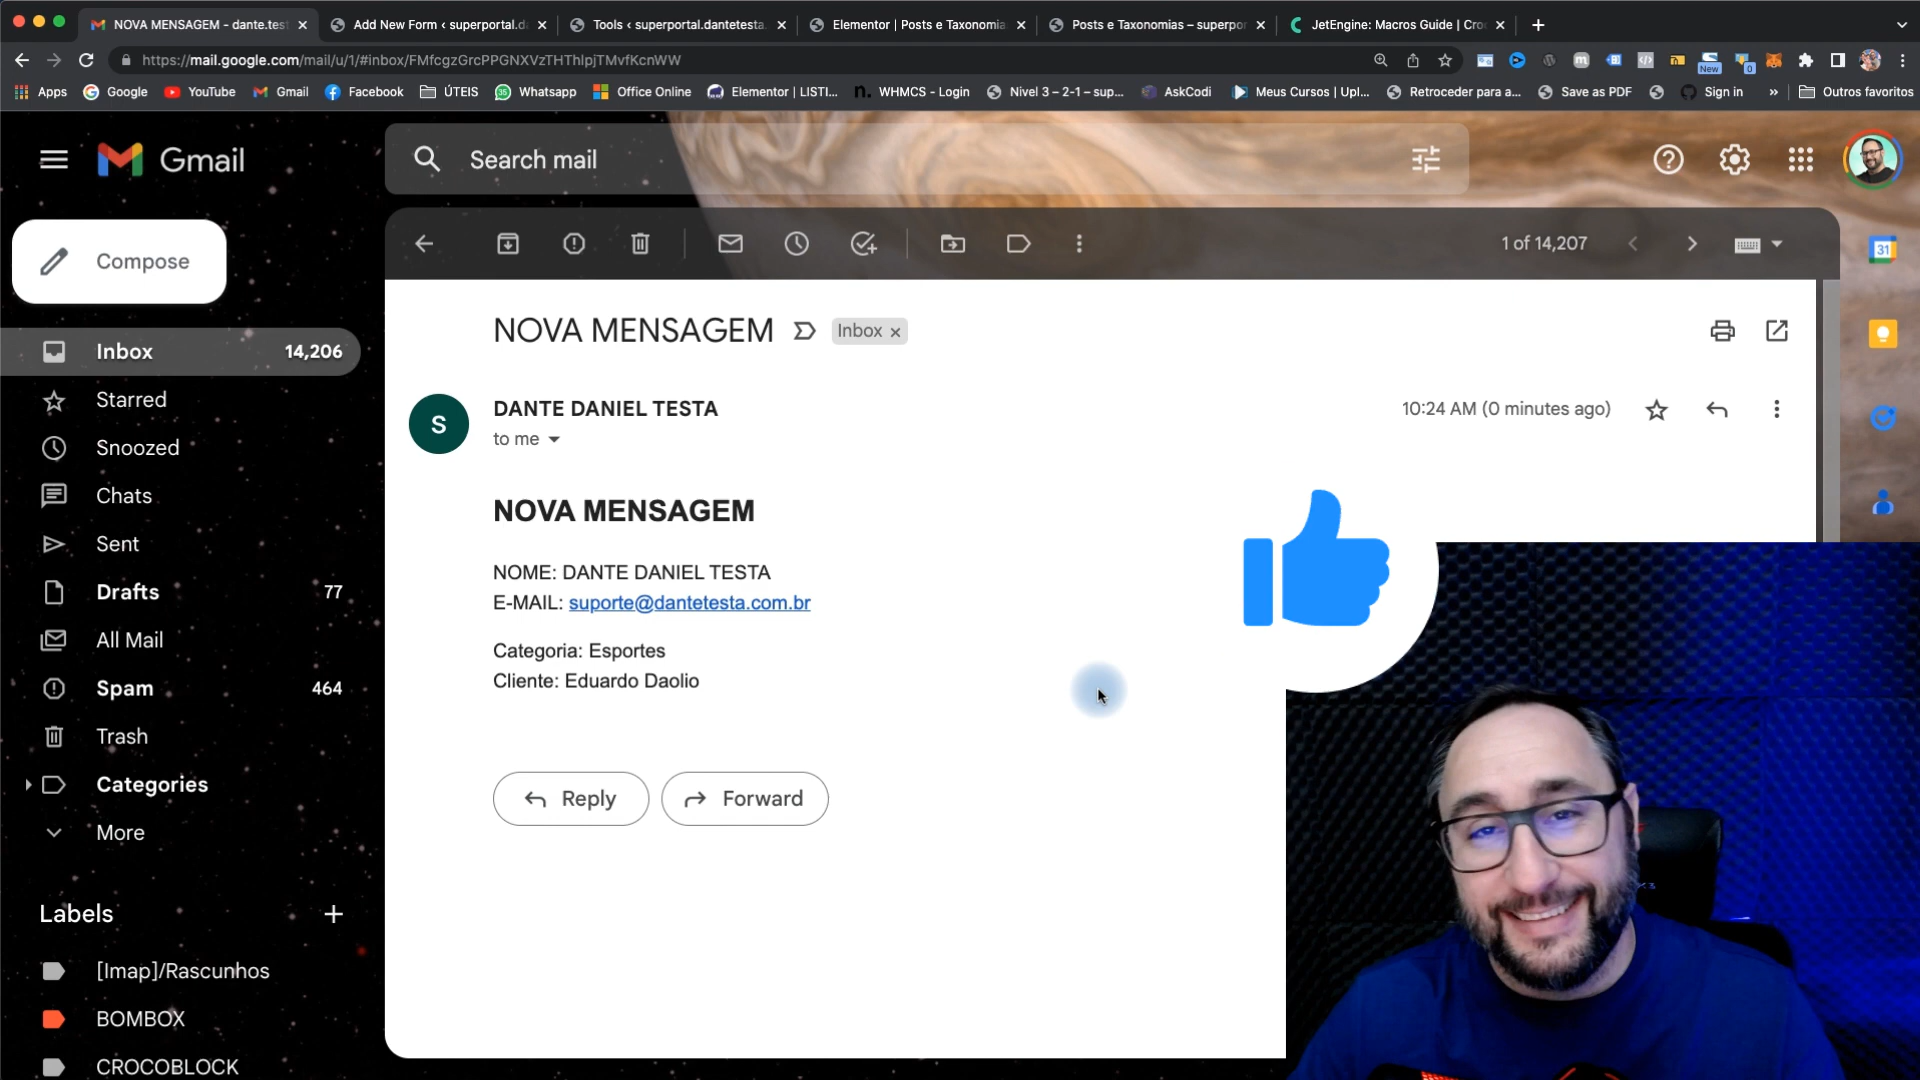 NOVA MENSAGEM - dante.test
Add New Form ‹ superportal.d
Tools ‹ superportal.dantetesta.
Elementor | Posts e Taxonomia
Posts e Taxonomias – superpor
JetEngine: Macros Guide | Cro
https://mail.google.com/mail/u/1/#inbox/FMfcgzGrcPPGNXVzTHThlpjTMvfKcnWW
New
0
Apps
Google
YouTube
Gmail
Facebook
ÚTEIS
Whatsapp
Office Online
Elementor | LISTI...
WHMCS - Login
Nivel 3 – 2-1 – sup...
AskCodi
Meus Cursos | Upl...
Retroceder para a...
Save as PDF
Sign in
»
Outros favoritos
Gmail
Search mail
Compose
1 of 14,207
31
Inbox 14,206
Starred
Snoozed
Chats
Sent
Drafts 77
All Mail
Spam 464
Trash
Categories
More
Labels
[Imap]/Rascunhos
BOMBOX
CROCOBLOCK
NOVA MENSAGEM
Inbox x
S
DANTE DANIEL TESTA
10:24 AM (0 minutes ago)
to me
NOVA MENSAGEM
NOME: DANTE DANIEL TESTA
E-MAIL: suporte@dantetesta.com.br
Categoria: Esportes
Cliente: Eduardo Daolio
Reply
Forward